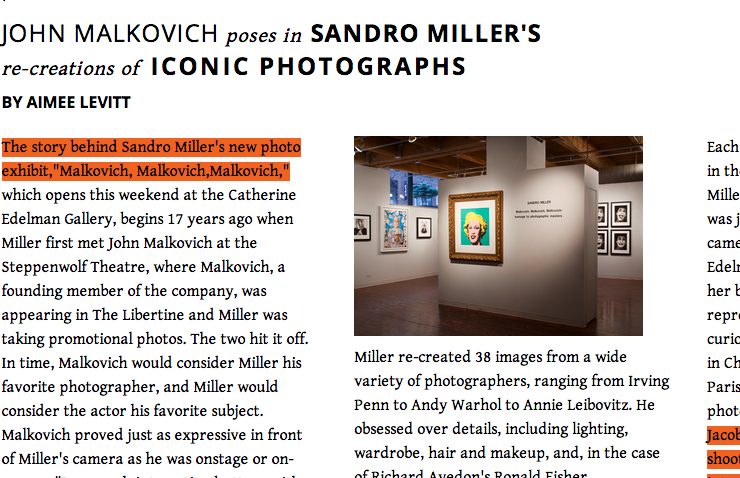 JOHN MALKOVICH poses in SANDRO MILLER'S
re-creations of ICONIC PHOTOGRAPHS
BY AIMEE LEVITT
The story behind Sandro Miller's new photo
exhibit,"Malkovich, Malkovich,Malkovich,"
which opens this weekend at the Catherine
Edelman Gallery, begins 17 years ago when
Miller first met John Malkovich at the
Steppenwolf Theatre, where Malkovich, a
founding member of the company, was
appearing in The Libertine and Miller was
taking promotional photos. The two hit it off.
In time, Malkovich would consider Miller his
favorite photographer, and Miller would
consider the actor his favorite subject.
Malkovich proved just as expressive in front
of Miller's camera as he was onstage or on-
SANDRO MILLER
Malkovich, Malkovich, Malkovich:
homage to photographic masters
Miller re-created 38 images from a wide
variety of photographers, ranging from Irving
Penn to Andy Warhol to Annie Leibovitz. He
obsessed over details, including lighting,
wardrobe, hair and makeup, and, in the case
of Richard Avedon's Ronald Fisher
Each
in the
Mille
was j
came
Edel
her b
repr
curio
in Ch
Paris
phot
Jacob
shoo